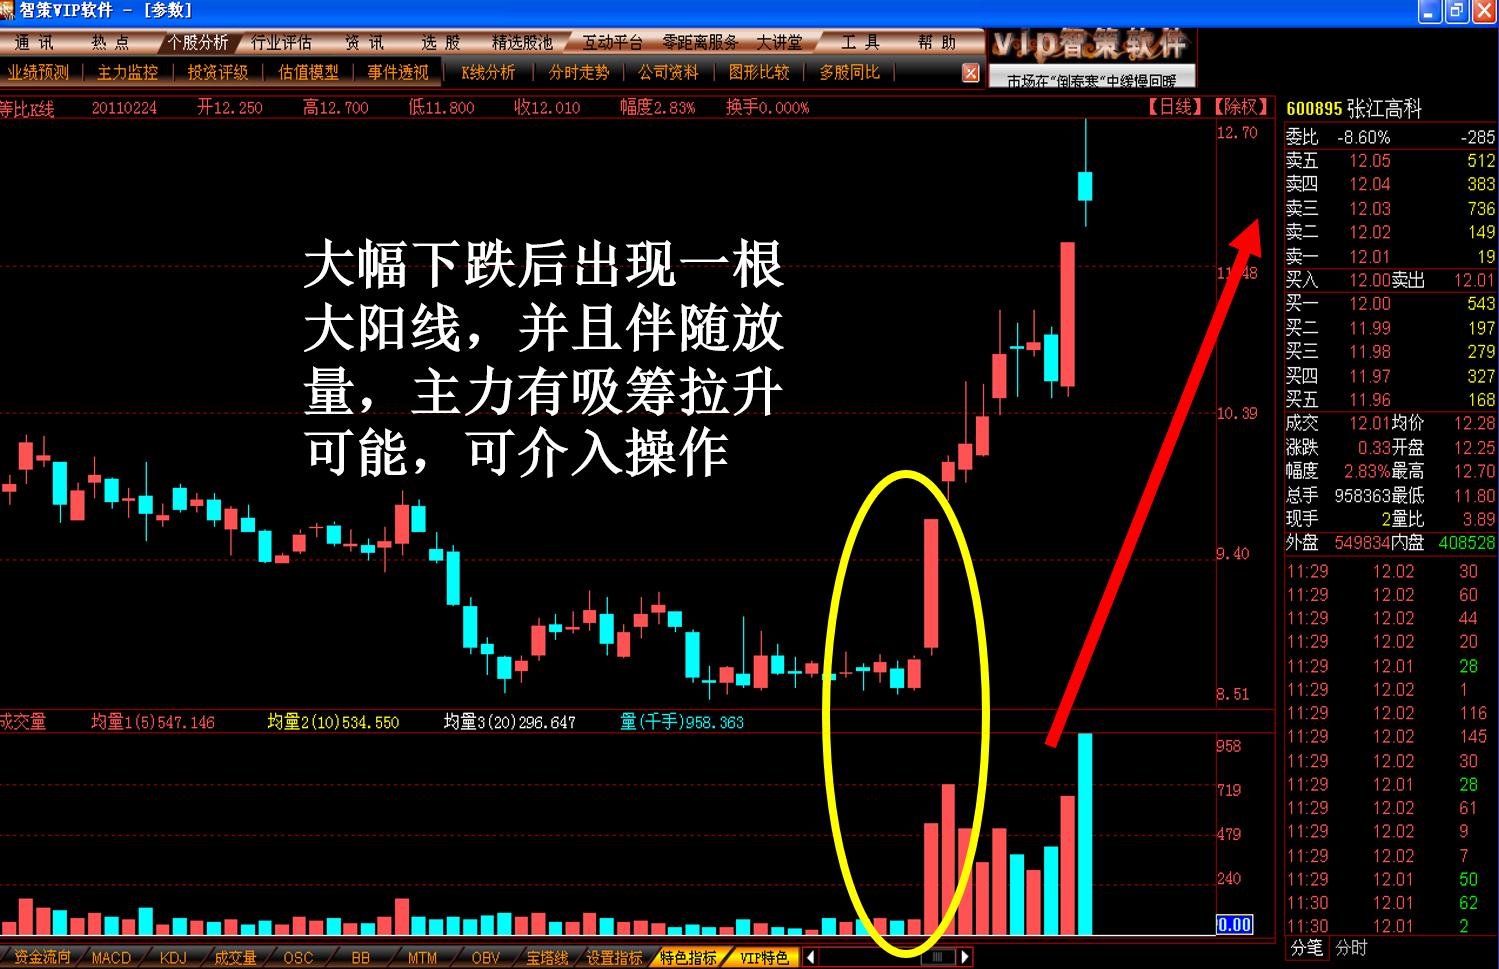 智策VIP软件 - [参数]
通 讯 热 点 个股分析 行业评估 资 讯 选 股 精选股池 互动平台 零距离服务 大讲堂 工 具 帮 助
vip智策软件
业绩预测 主力监控 投资评级 估值模型 事件透视 K线分析 分时走势 公司资料 图形比较 多股同比
市场在“倒春寒”中缓慢回暖
等比K线 20110224 开12.250 高12.700 低11.800 收12.010 幅度2.83% 换手0.000% 【日线】【除权】
12.70
11.48
10.39
9.40
8.51
大幅下跌后出现一根
大阳线，并且伴随放
量，主力有吸筹拉升
可能，可介入操作
成交量 均量1(5)547.146 均量2(10)534.550 均量3(20)296.647 量(千手)958.363
958
719
479
240
0.00
600895 张江高科
委比 -8.60% -285
卖五 12.05 512
卖四 12.04 383
卖三 12.03 736
卖二 12.02 149
卖一 12.01 19
买入 12.00 卖出 12.01
买一 12.00 543
买二 11.99 197
买三 11.98 279
买四 11.97 327
买五 11.96 168
成交 12.01 均价 12.28
涨跌 0.33 开盘 12.25
幅度 2.83% 最高 12.70
总手 958363 最低 11.80
现手 2 量比 3.89
外盘 549834 内盘 408528
11:29 12.02 30
11:29 12.02 60
11:29 12.02 44
11:29 12.02 20
11:29 12.01 28
11:29 12.02 1
11:29 12.02 116
11:29 12.02 145
11:29 12.02 30
11:29 12.01 28
11:29 12.02 61
11:29 12.02 9
11:29 12.02 7
11:29 12.01 50
11:30 12.01 62
11:30 12.01 2
分笔 分时
资金流向 MACD KDJ 成交量 OSC BB MTM OBV 宝塔线 设置指标 特色指标 VIP特色